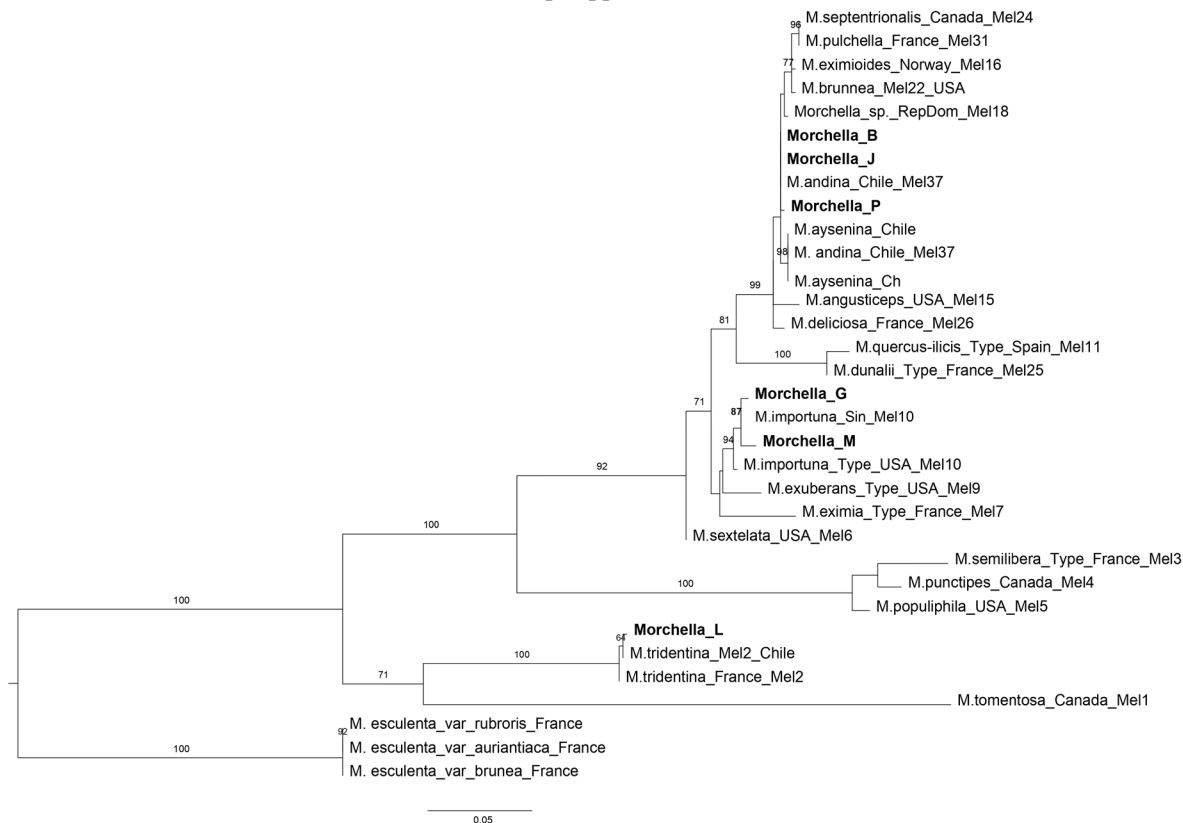 M.septentrionalis_Canada_Mel24
96
M.pulchella_France_Mel31
77
M.eximioides_Norway_Mel16
M.brunnea_Mel22_USA
Morchella_sp._RepDom_Mel18
Morchella_B
Morchella_J
M.andina_Chile_Mel37
Morchella_P
M.aysenina_Chile
98
M. andina_Chile_Mel37
M.aysenina_Ch
99
M.angusticeps_USA_Mel15
81
M.deliciosa_France_Mel26
M.quercus-ilicis_Type_Spain_Mel11
100
M.dunalii_Type_France_Mel25
Morchella_G
71
87
M.importuna_Sin_Mel10
94
Morchella_M
M.importuna_Type_USA_Mel10
92
M.exuberans_Type_USA_Mel9
M.eximia_Type_France_Mel7
100
M.sextelata_USA_Mel6
M.semilibera_Type_France_Mel3
100
M.punctipes_Canada_Mel4
100
M.populiphila_USA_Mel5
Morchella_L
64
100
M.tridentina_Mel2_Chile
71
M.tridentina_France_Mel2
M.tomentosa_Canada_Mel1
M. esculenta_var_rubroris_France
92
100
M. esculenta_var_auriantiaca_France
M. esculenta_var_brunea_France
0.05